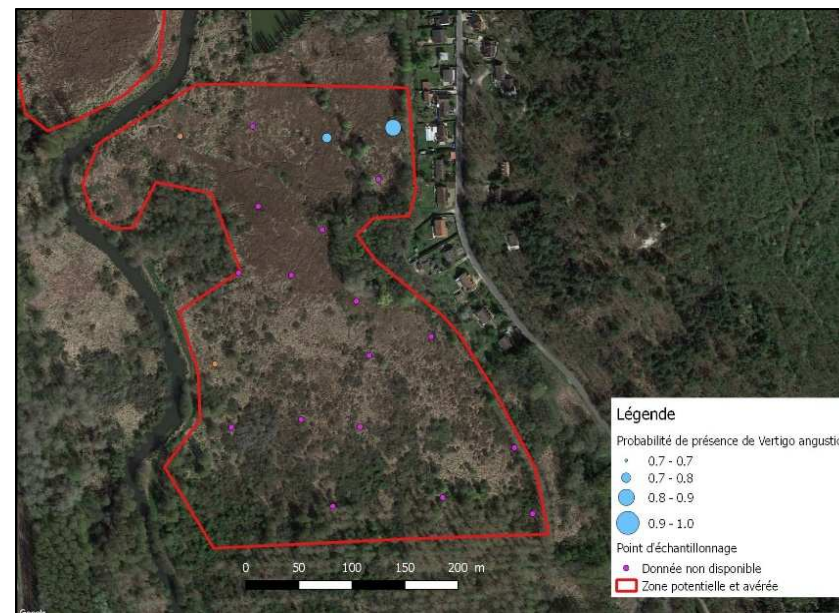 Légende
Probabilité de présence de Vertigo angustio
0.7 - 0.7
0.7 - 0.8
0.8 - 0.9
0.9 - 1.0
Point d'échantillonnage
Donnée non disponible
Zone potentielle et avérée
0 50 100 150 200 m